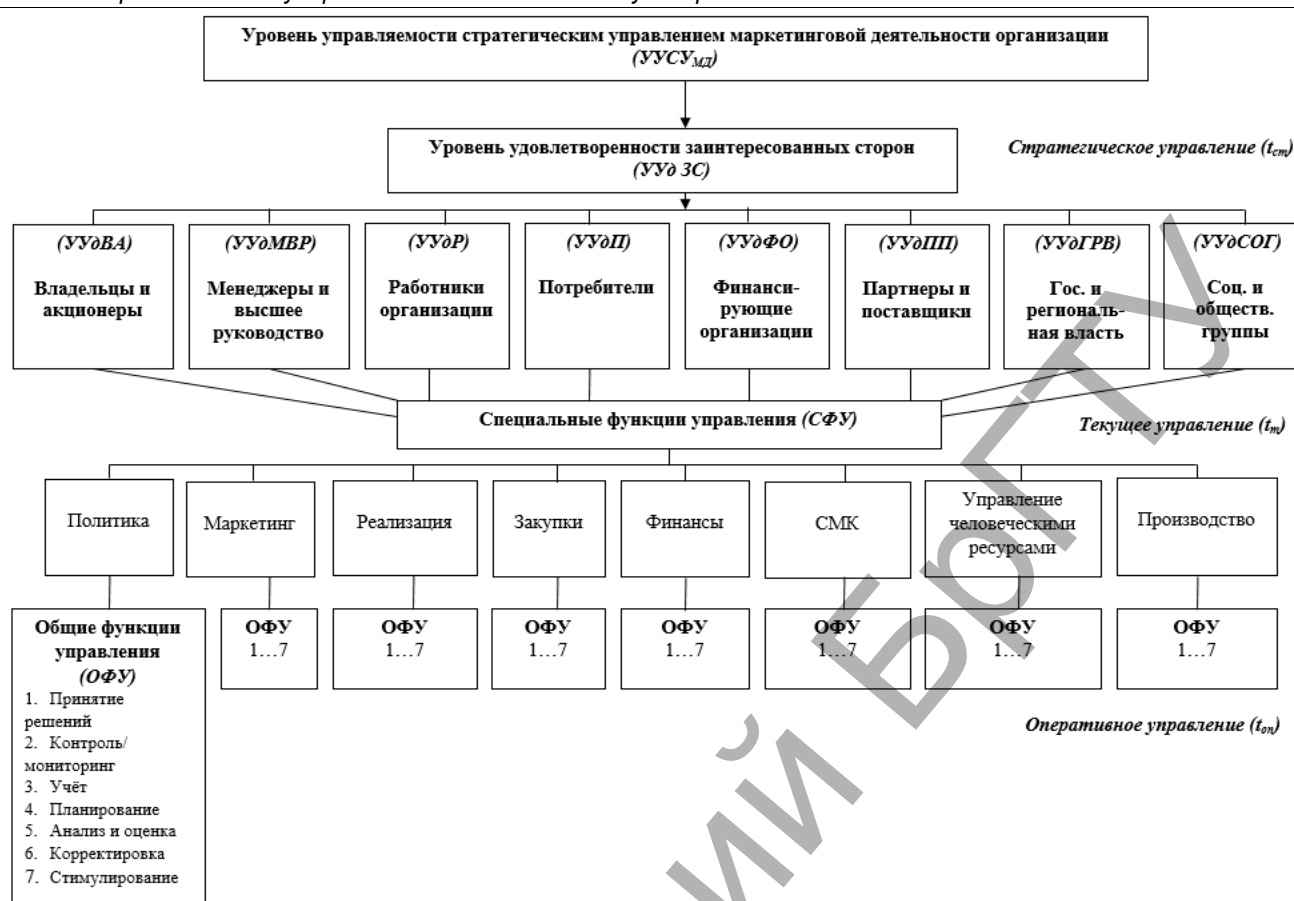 Уровень управляемости стратегическим управлением маркетинговой деятельности организации
(УУСУМД)
Уровень удовлетворенности заинтересованных сторон
(УУд ЗС)
Стратегическое управление (tст)
(УУдВА)
Владельцы и
акционеры
(УУдМВР)
Менеджеры и
высшее
руководство
(УУдР)
Работники
организации
(УУдП)
Потребители
(УУдФО)
Финанси-
рующие
организации
(УУдПП)
Партнеры и
поставщики
(УУдГРВ)
Гос. и
региональ-
ная власть
(УУдСОГ)
Соц. и
обществ.
группы
Специальные функции управления (СФУ)
Текущее управление (tт)
Политика
Маркетинг
Реализация
Закупки
Финансы
СМК
Управление
человеческими
ресурсами
Производство
Общие функции
управления
(ОФУ)
1. Принятие
решений
2. Контроль/
мониторинг
3. Учёт
4. Планирование
5. Анализ и оценка
6. Корректировка
7. Стимулирование
ОФУ
1…7
ОФУ
1…7
ОФУ
1…7
ОФУ
1…7
ОФУ
1…7
ОФУ
1…7
ОФУ
1…7
Оперативное управление (tоп)
ИЙ БрГТУ